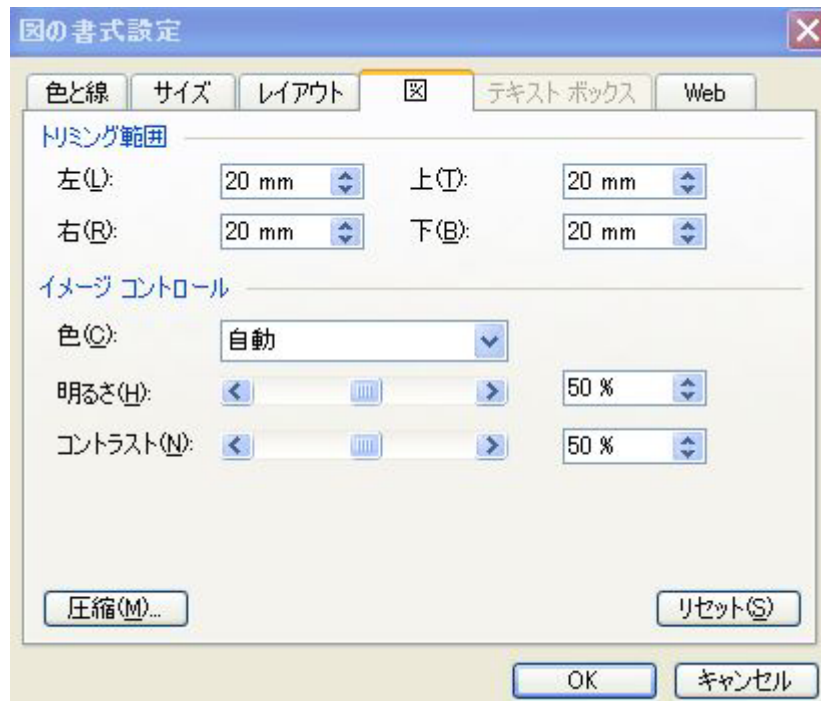 図の書式設定
色と線 サイズ レイアウト 図 テキスト ボックス Web
トリミング範囲
左(L): 20 mm 上(T): 20 mm
右(R): 20 mm 下(B): 20 mm
イメージ コントロール
色(C): 自動
明るさ(H): 50 %
コントラスト(N): 50 %
圧縮(M)... リセット(S)
OK キャンセル